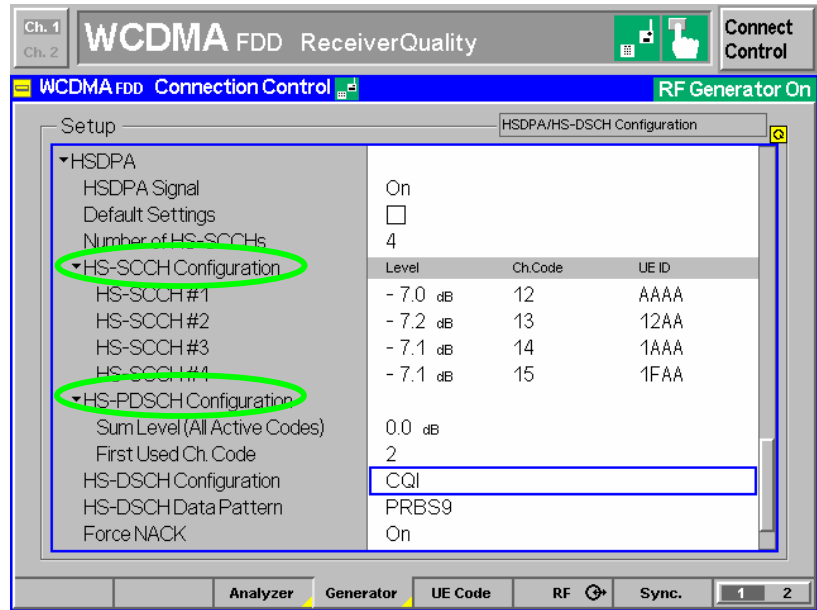 Ch. 1
Ch. 2
WCDMA FDD ReceiverQuality
Connect
Control
WCDMA FDD Connection Control
RF Generator On
Setup
HSDPA/HS-DSCH Configuration
HSDPA
HSDPA Signal On
Default Settings
Number of HS-SCCHs 4
HS-SCCH Configuration Level Ch.Code UE ID
HS-SCCH #1 - 7.0 dB 12 AAAA
HS-SCCH #2 - 7.2 dB 13 12AA
HS-SCCH #3 - 7.1 dB 14 1AAA
HS-SCCH #4 - 7.1 dB 15 1FAA
HS-PDSCH Configuration
Sum Level (All Active Codes) 0.0 dB
First Used Ch. Code 2
HS-DSCH Configuration CQI
HS-DSCH Data Pattern PRBS9
Force NACK On
Analyzer Generator UE Code RF Sync. 1 2